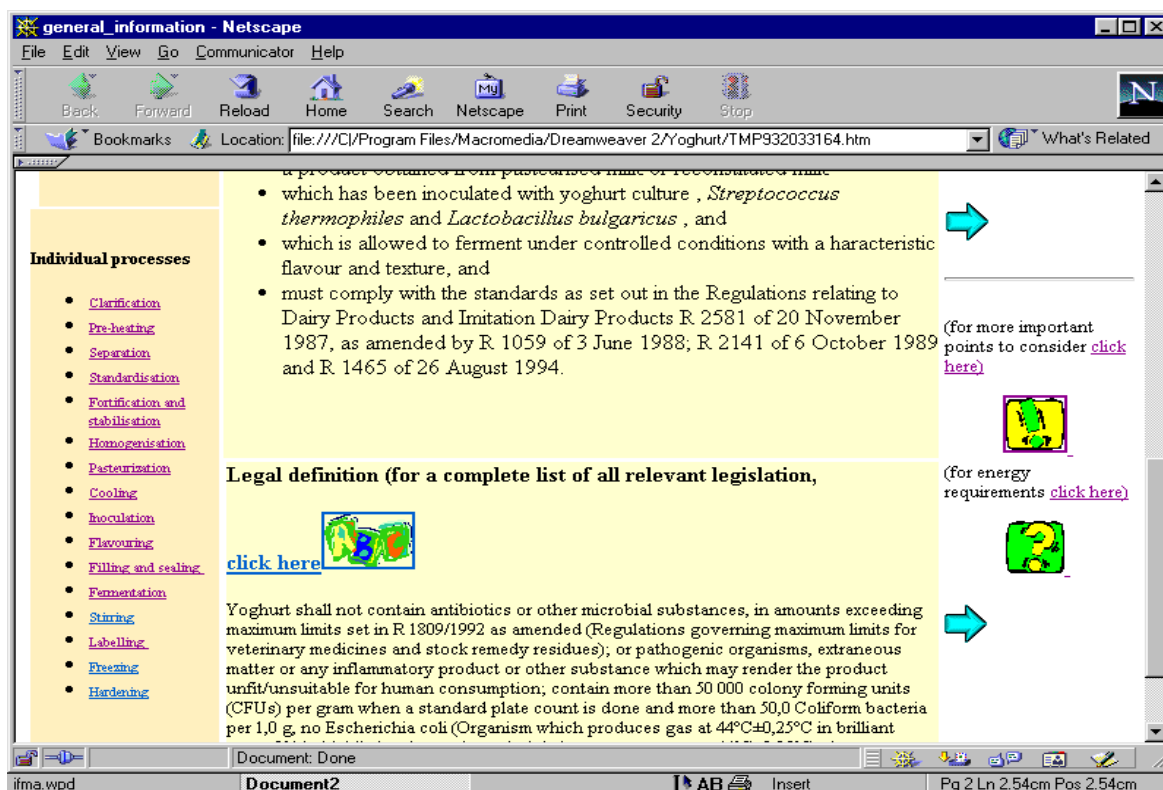 general_information - Netscape
File Edit View Go Communicator Help
Back Forward Reload Home Search Netscape Print Security Stop
My
N
Bookmarks Location: file:///C|/Program Files/Macromedia/Dreamweaver 2/Yoghurt/TMP932033164.htm What's Related
Individual processes
Clarification
Pre-heating
Separation
Standardisation
Fortification and
stabilisation
Homogenisation
Pasteurization
Cooling
Inoculation
Flavouring
Filling and sealing
Fermentation
Stirring
Labelling
Freezing
Hardening
a product obtained from pasteurised milk or reconstituted milk
which has been inoculated with yoghurt culture , Streptococcus
thermophiles and Lactobacillus bulgaricus , and
which is allowed to ferment under controlled conditions with a haracteristic
flavour and texture, and
must comply with the standards as set out in the Regulations relating to
Dairy Products and Imitation Dairy Products R 2581 of 20 November
1987, as amended by R 1059 of 3 June 1988; R 2141 of 6 October 1989
and R 1465 of 26 August 1994.
Legal definition (for a complete list of all relevant legislation,
click here
ABC
Yoghurt shall not contain antibiotics or other microbial substances, in amounts exceeding
maximum limits set in R 1809/1992 as amended (Regulations governing maximum limits for
veterinary medicines and stock remedy residues); or pathogenic organisms, extraneous
matter or any inflammatory product or other substance which may render the product
unfit/unsuitable for human consumption; contain more than 50 000 colony forming units
(CFUs) per gram when a standard plate count is done and more than 50,0 Coliform bacteria
per 1,0 g, no Escherichia coli (Organism which produces gas at 44°C±0,25°C in brilliant
(for more important
points to consider click
here)
(for energy
requirements click here)
Document: Done
ifma.wpd Document2 AB Insert Pg 2 Ln 2.54cm Pos 2.54cm